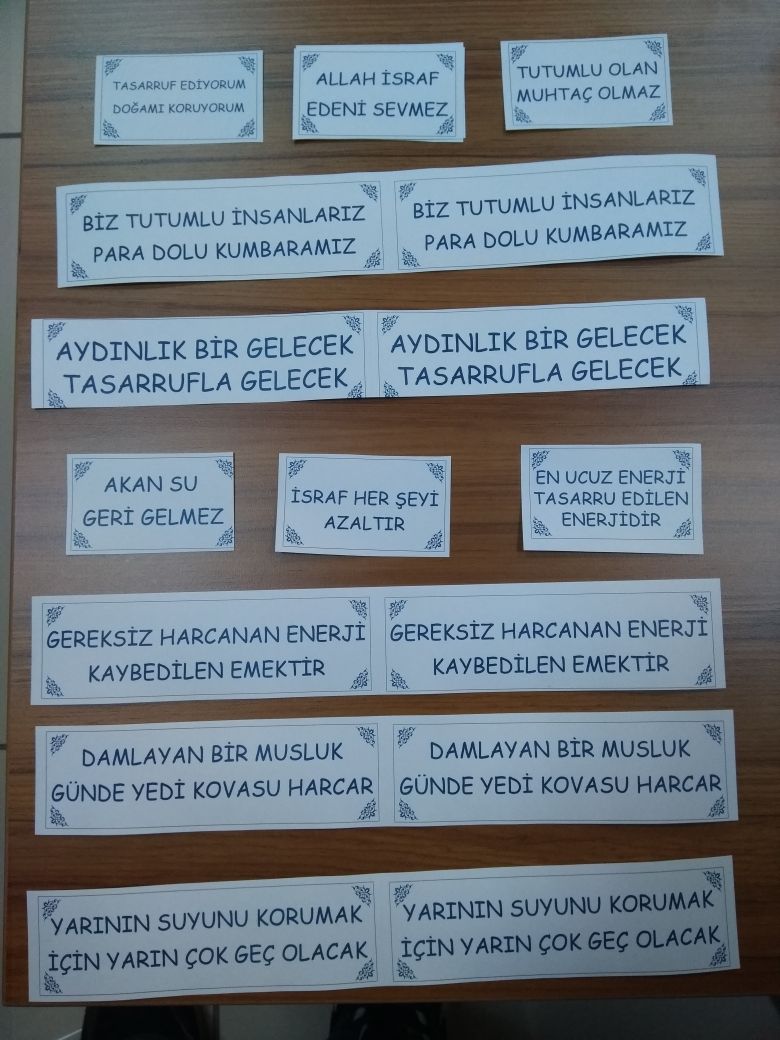 TASARRUF EDİYORUM
DOĞAMI KORUYORUM
ALLAH İSRAF
EDENİ SEVMEZ
TUTUMLU OLAN
MUHTAÇ OLMAZ
BİZ TUTUMLU İNSANLARIZ
PARA DOLU KUMBARAMIZ
BİZ TUTUMLU İNSANLARIZ
PARA DOLU KUMBARAMIZ
AYDINLIK BİR GELECEK
TASARRUFLA GELECEK
AYDINLIK BİR GELECEK
TASARRUFLA GELECEK
AKAN SU
GERİ GELMEZ
İSRAF HER ŞEYİ
AZALTIR
EN UCUZ ENERJİ
TASARRU EDİLEN
ENERJİDİR
GEREKSİZ HARCANAN ENERJİ
KAYBEDİLEN EMEKTİR
GEREKSİZ HARCANAN ENERJİ
KAYBEDİLEN EMEKTİR
DAMLAYAN BİR MUSLUK
GÜNDE YEDİ KOVASU HARCAR
DAMLAYAN BİR MUSLUK
GÜNDE YEDİ KOVASU HARCAR
YARININ SUYUNU KORUMAK
İÇİN YARIN ÇOK GEÇ OLACAK
YARININ SUYUNU KORUMAK
İÇİN YARIN ÇOK GEÇ OLACAK